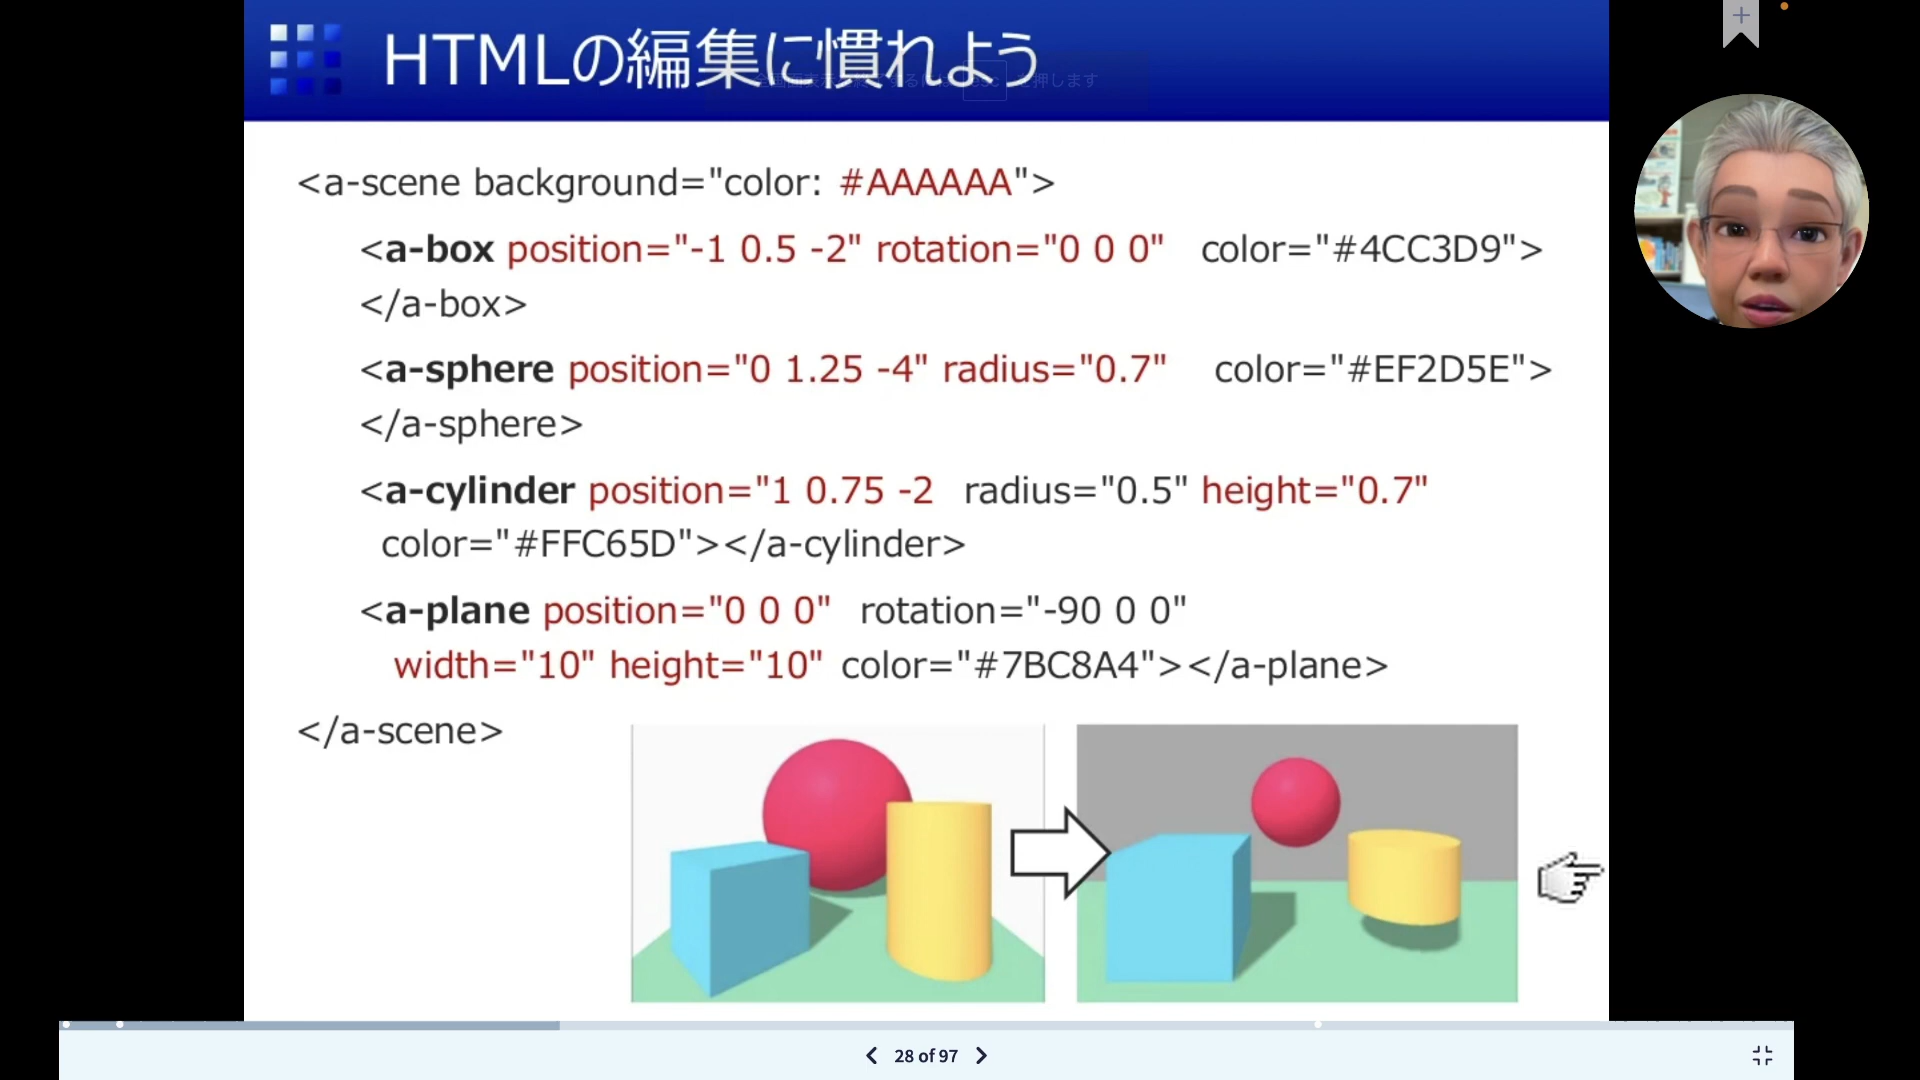 HTMLの編集に慣れよう
<a-scene background="color: #AAAAAA">
<a-box position="-1 0.5 -2" rotation="0 0 0" color="#4CC3D9">
</a-box>
<a-sphere position="0 1.25 -4" radius="0.7" color="#EF2D5E">
</a-sphere>
<a-cylinder position="1 0.75 -2 radius="0.5" height="0.7"
color="#FFC65D"></a-cylinder>
<a-plane position="0 0 0" rotation="-90 0 0"
width="10" height="10" color="#7BC8A4"></a-plane>
</a-scene>
28 of 97